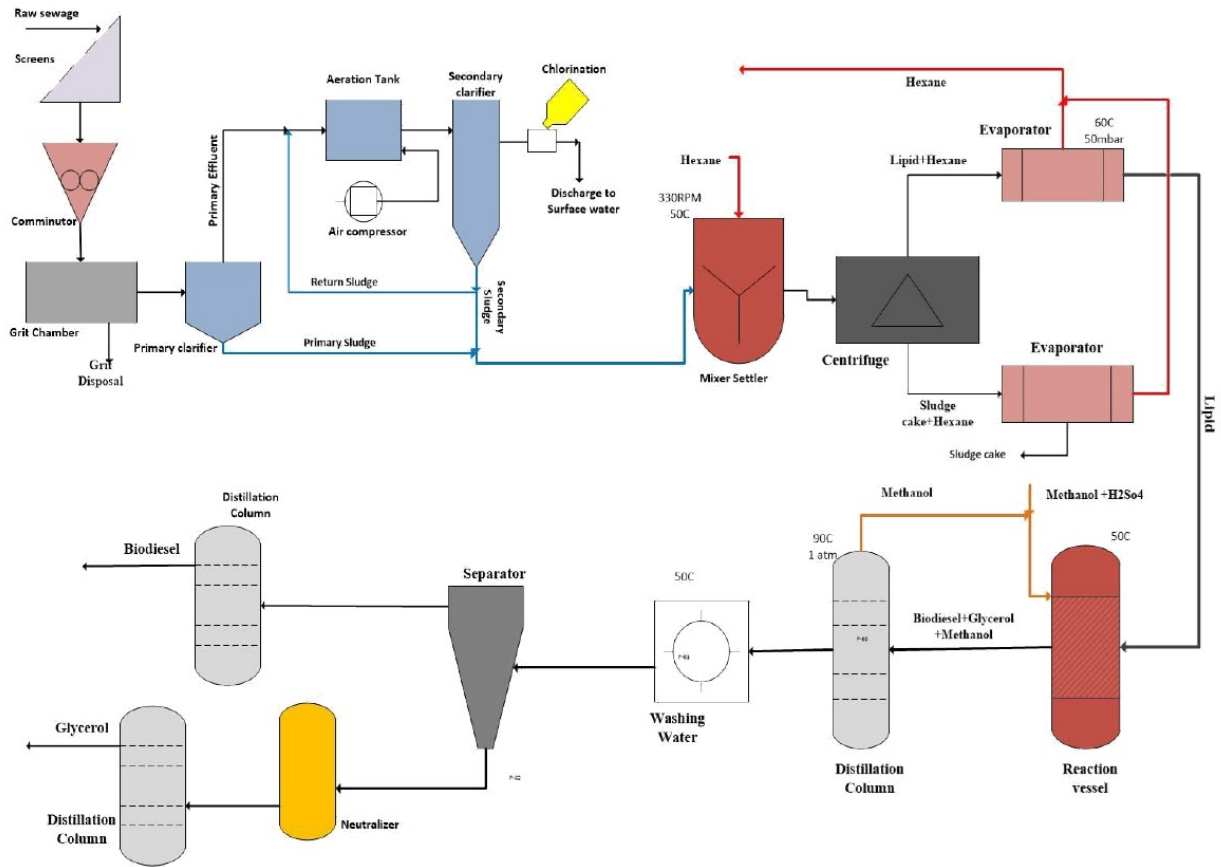 Raw sewage
Screens
Comminutor
Grit Chamber
Grit
Disposal
Primary clarifier
Primary Effluent
Aeration Tank
Air compressor
Secondary
clarifier
Chlorination
Discharge to
Surface water
Return Sludge
Secondary
Sludge
Primary Sludge
Hexane
330RPM
50C
Mixer Settler
Centrifuge
Lipid+Hexane
Hexane
Evaporator
60C
50mbar
Evaporator
Sludge
cake+Hexane
Sludge cake
Lipid
Methanol +H2So4
50C
Reaction
vessel
Methanol
90C
1 atm
Biodiesel+Glycerol
+Methanol
Distillation
Column
50C
Washing
Water
Separator
Distillation
Column
Biodiesel
Neutralizer
Glycerol
Distillation
Column